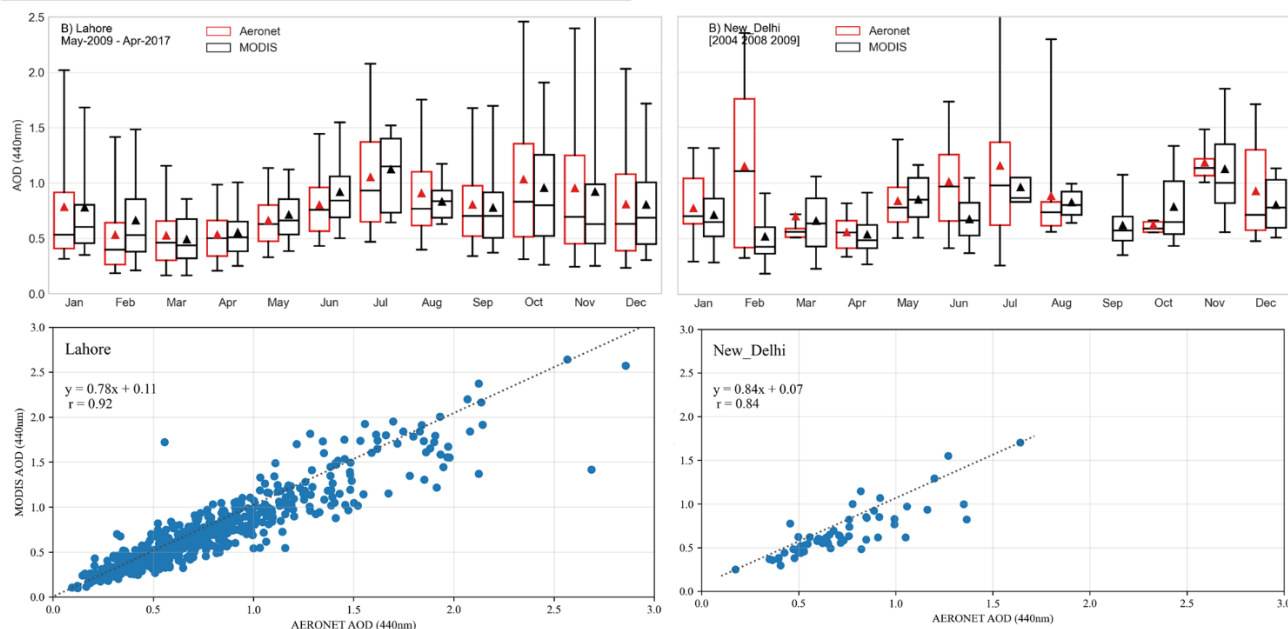 B) Lahore
May-2009 - Apr-2017
Aeronet
MODIS
AOD (440nm)
2.5
2.0
1.5
1.0
0.5
0.0
Jan Feb Mar Apr May Jun Jul Aug Sep Oct Nov Dec
B) New_Delhi
[2004 2008 2009]
Aeronet
MODIS
Jan Feb Mar Apr May Jun Jul Aug Sep Oct Nov Dec
Lahore
y = 0.78x + 0.11
r = 0.92
MODIS AOD (440nm)
3.0
2.5
2.0
1.5
1.0
0.5
0.0
0.0 0.5 1.0 1.5 2.0 2.5 3.0
AERONET AOD (440nm)
New_Delhi
y = 0.84x + 0.07
r = 0.84
3.0
2.5
2.0
1.5
1.0
0.5
0.0
0.0 0.5 1.0 1.5 2.0 2.5 3.0
AERONET AOD (440nm)